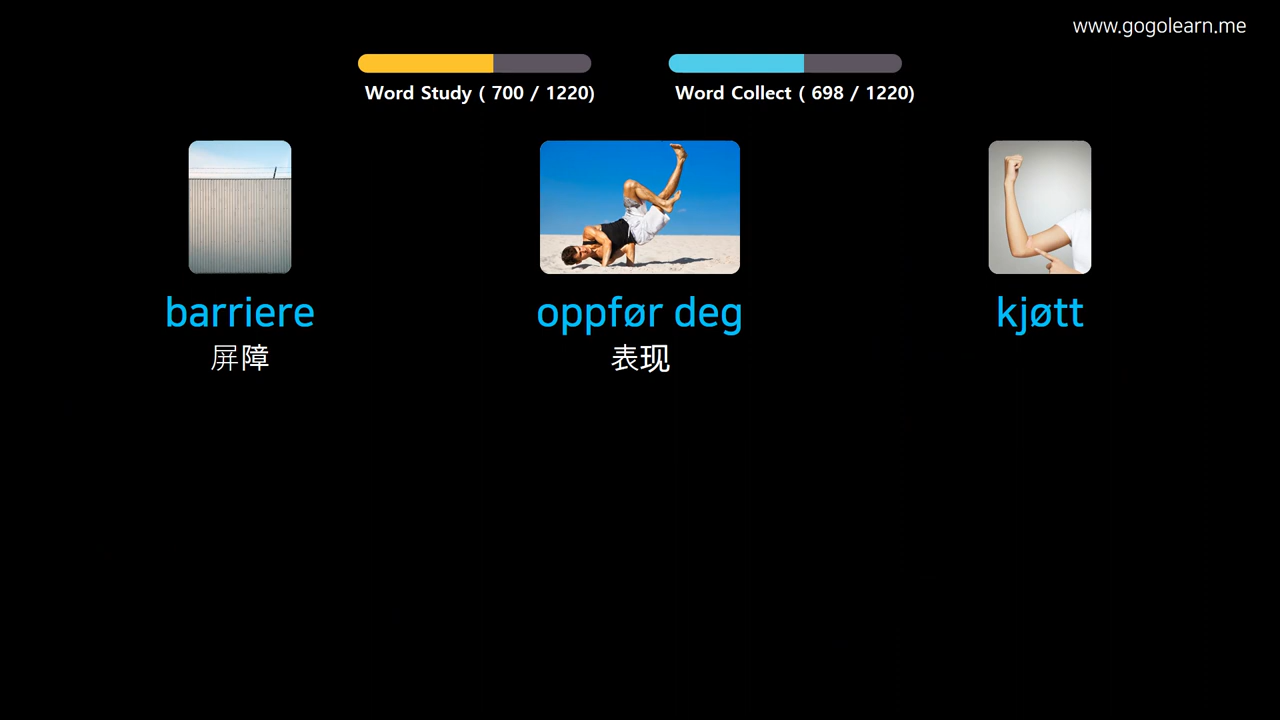 www.gogolearn.me
Word Study ( 700 / 1220)
Word Collect ( 698 / 1220)
barriere
oppfør deg
kjøtt
屏障
表现